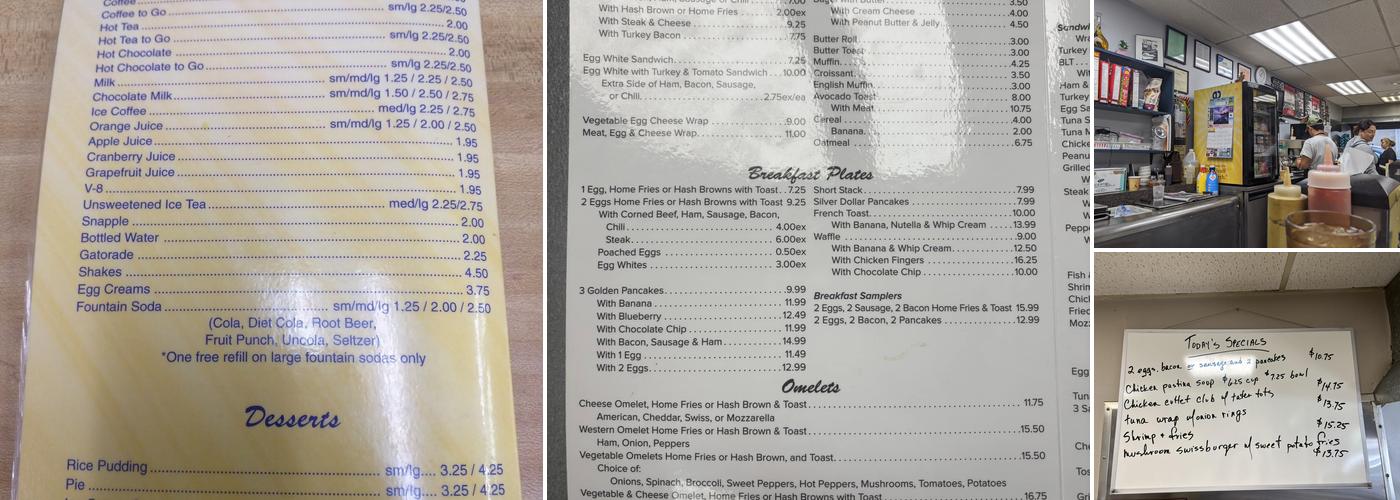 Coffee
Coffee to Go sm/lg 2.25/2.50
Hot Tea 2.00
Hot Tea to Go sm/lg 2.25/2.50
Hot Chocolate 2.00
Hot Chocolate to Go sm/lg 2.25/2.50
Milk sm/md/lg 1.25 / 2.25 / 2.50
Chocolate Milk sm/md/lg 1.50 / 2.50 / 2.75
Ice Coffee med/lg 2.25 / 2.75
Orange Juice sm/md/lg 1.25 / 2.00 / 2.50
Apple Juice 1.95
Cranberry Juice 1.95
Grapefruit Juice 1.95
V-8 1.95
Unsweetened Ice Tea med/lg 2.25/2.75
Snapple 2.00
Bottled Water 2.00
Gatorade 2.25
Shakes 4.50
Egg Creams 3.75
Fountain Soda sm/md/lg 1.25 / 2.00 / 2.50
(Cola, Diet Cola, Root Beer,
Fruit Punch, Uncola, Seltzer)
*One free refill on large fountain sodas only
Desserts
Rice Pudding sm/lg.... 3.25 / 4.25
Pie sm/lg.... 3.25 / 4.25
With Hash Brown or Home Fries 2.00ex
With Steak & Cheese 9.25
With Turkey Bacon 7.75
Egg White Sandwich 7.25
Egg White with Turkey & Tomato Sandwich 10.00
Extra Side of Ham, Bacon, Sausage,
or Chili 2.75ex/ea
Vegetable Egg Cheese Wrap 9.00
Meat, Egg & Cheese Wrap 11.00
3.50
With Cream Cheese 4.00
With Peanut Butter & Jelly 4.50
Butter Roll 3.00
Butter Toast 3.00
Muffin 4.25
Croissant 3.50
English Muffin 3.00
Avocado Toast 8.00
With Meat 10.75
Cereal 4.00
Banana 2.00
Oatmeal 6.75
Breakfast Plates
1 Egg, Home Fries or Hash Browns with Toast 7.25
2 Eggs Home Fries or Hash Browns with Toast 9.25
With Corned Beef, Ham, Sausage, Bacon,
Chili 4.00ex
Steak 6.00ex
Poached Eggs 0.50ex
Egg Whites 3.00ex
3 Golden Pancakes 9.99
With Banana 11.99
With Blueberry 12.49
With Chocolate Chip 11.99
With Bacon, Sausage & Ham 14.99
With 1 Egg 11.49
With 2 Eggs 12.99
Short Stack 7.99
Silver Dollar Pancakes 7.99
French Toast 10.00
With Banana, Nutella & Whip Cream 13.99
Waffle 9.00
With Banana & Whip Cream 12.50
With Chicken Fingers 16.25
With Chocolate Chip 10.00
Breakfast Samplers
2 Eggs, 2 Sausage, 2 Bacon Home Fries & Toast 15.99
2 Eggs, 2 Bacon, 2 Pancakes 12.99
Omelets
Cheese Omelet, Home Fries or Hash Brown & Toast 11.75
American, Cheddar, Swiss, or Mozzarella
Western Omelet Home Fries or Hash Brown & Toast 15.50
Ham, Onion, Peppers
Vegetable Omelets Home Fries or Hash Brown, and Toast 15.50
Choice of:
Onions, Spinach, Broccoli, Sweet Peppers, Hot Peppers, Mushrooms, Tomatoes, Potatoes
Vegetable & Cheese Omelet, Home Fries or Hash Brown & Toast 16.75
Turkey
BLT
Ham &
Turkey
Egg Sa
Tuna S
Tuna M
Chicke
Peanu
Grilled
Steak
Fish &
Shrim
Today's Specials
2 eggs. bacon or sausage and 2 pancakes $10.75
Chicken pastina soup $6.25 cup $7.25 bowl
Chicken cutlet club w/ tater tots $14.75
tuna wrap w/onion rings $13.75
Shrimp + fries $15.25
Mushroom swissburger w/ sweet potato fries $13.75